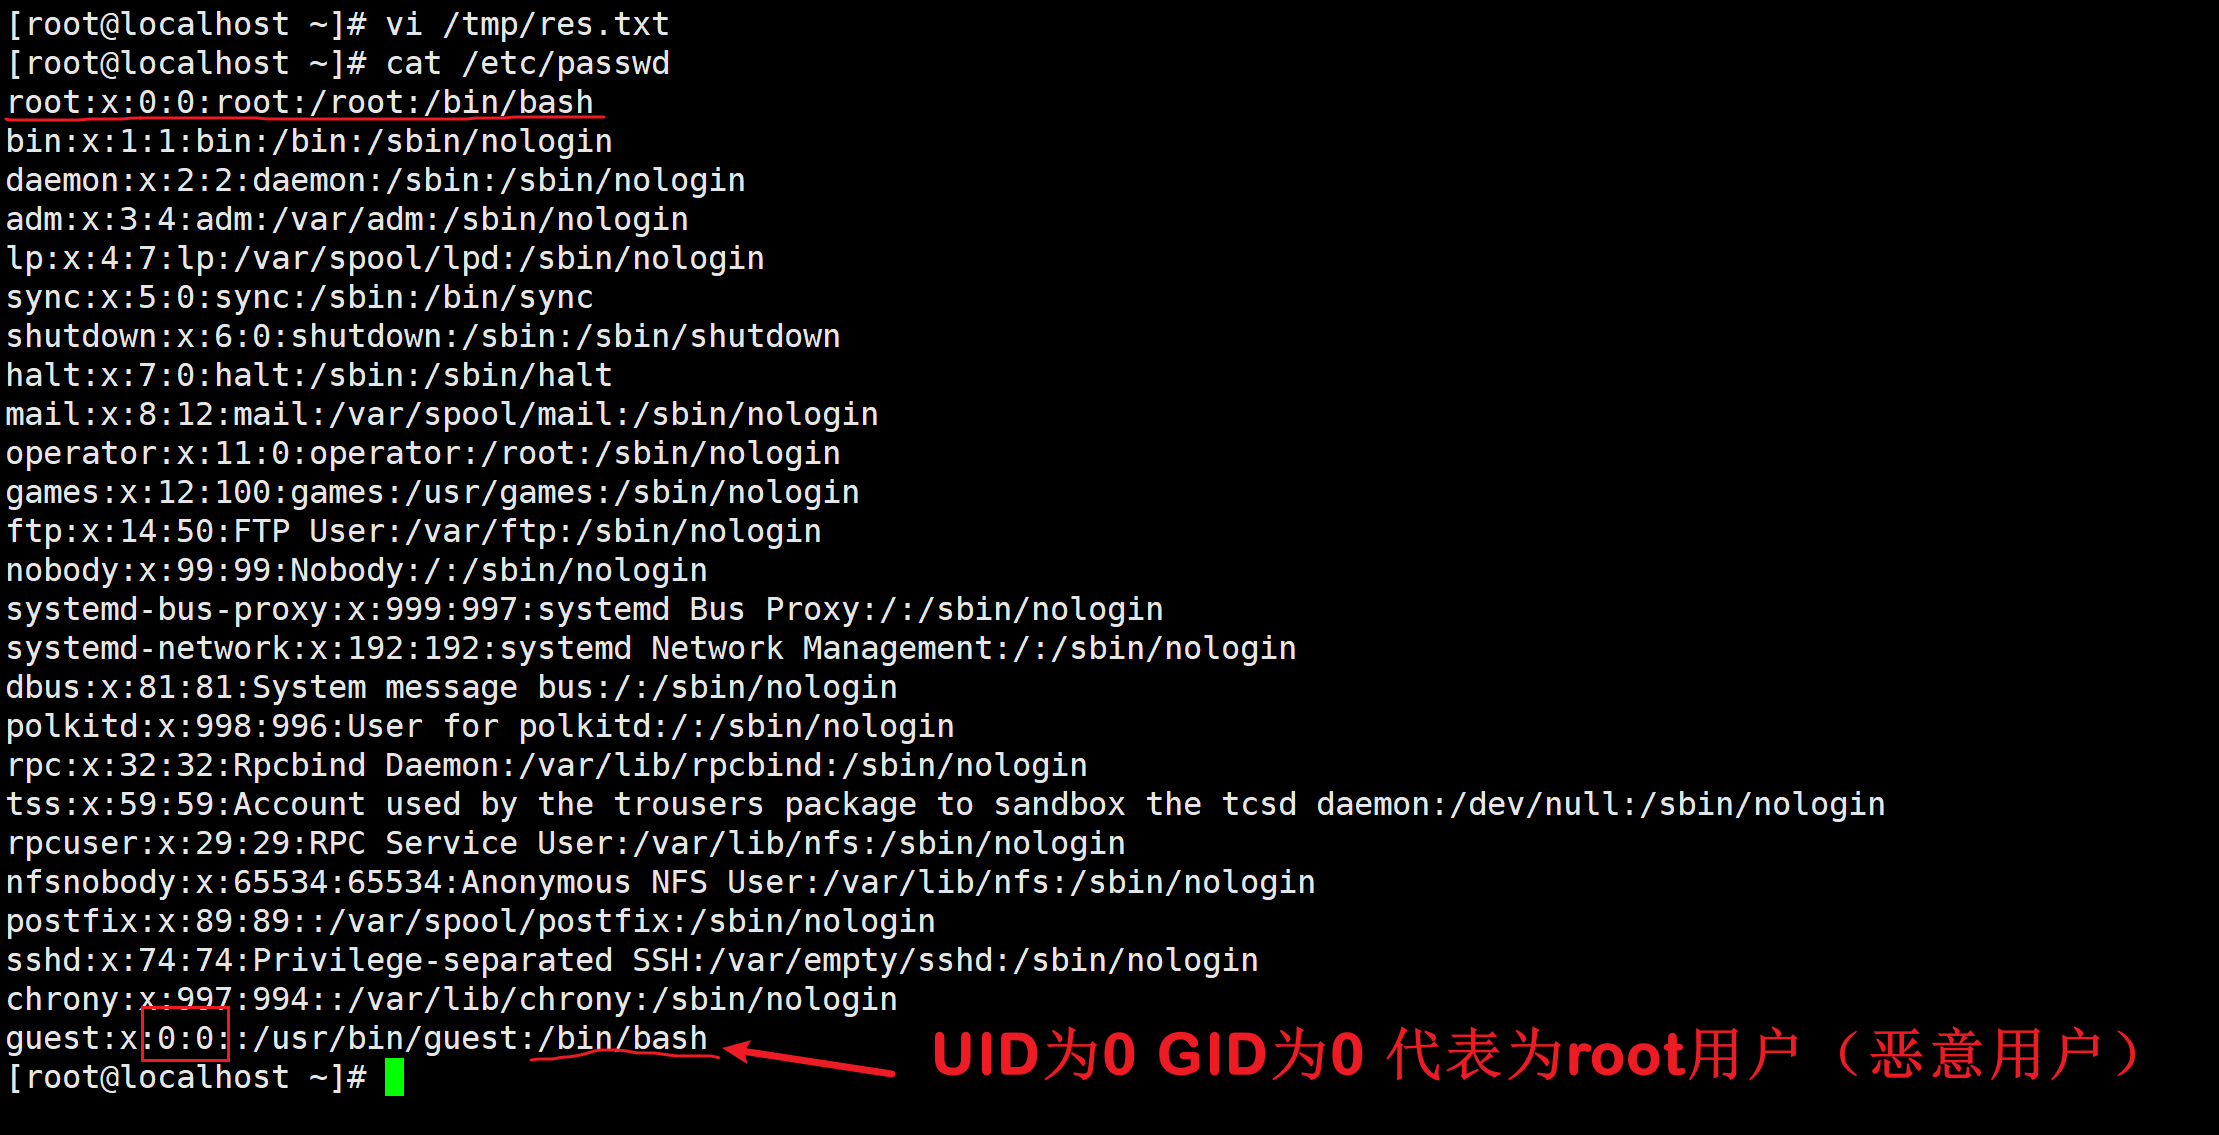 [root@localhost ~]# vi /tmp/res.txt
[root@localhost ~]# cat /etc/passwd
root:x:0:0:root:/root:/bin/bash
bin:x:1:1:bin:/bin:/sbin/nologin
daemon:x:2:2:daemon:/sbin:/sbin/nologin
adm:x:3:4:adm:/var/adm:/sbin/nologin
lp:x:4:7:lp:/var/spool/lpd:/sbin/nologin
sync:x:5:0:sync:/sbin:/bin/sync
shutdown:x:6:0:shutdown:/sbin:/sbin/shutdown
halt:x:7:0:halt:/sbin:/sbin/halt
mail:x:8:12:mail:/var/spool/mail:/sbin/nologin
operator:x:11:0:operator:/root:/sbin/nologin
games:x:12:100:games:/usr/games:/sbin/nologin
ftp:x:14:50:FTP User:/var/ftp:/sbin/nologin
nobody:x:99:99:Nobody:/:/sbin/nologin
systemd-bus-proxy:x:999:997:systemd Bus Proxy:/:/sbin/nologin
systemd-network:x:192:192:systemd Network Management:/:/sbin/nologin
dbus:x:81:81:System message bus:/:/sbin/nologin
polkitd:x:998:996:User for polkitd:/:/sbin/nologin
rpc:x:32:32:Rpcbind Daemon:/var/lib/rpcbind:/sbin/nologin
tss:x:59:59:Account used by the trousers package to sandbox the tcsd daemon:/dev/null:/sbin/nologin
rpcuser:x:29:29:RPC Service User:/var/lib/nfs:/sbin/nologin
nfsnobody:x:65534:65534:Anonymous NFS User:/var/lib/nfs:/sbin/nologin
postfix:x:89:89::/var/spool/postfix:/sbin/nologin
sshd:x:74:74:Privilege-separated SSH:/var/empty/sshd:/sbin/nologin
chrony:x:997:994::/var/lib/chrony:/sbin/nologin
guest:x:0:0::/usr/bin/guest:/bin/bash
UID为0 GID为0 代表为root用户（恶意用户）
[root@localhost ~]#